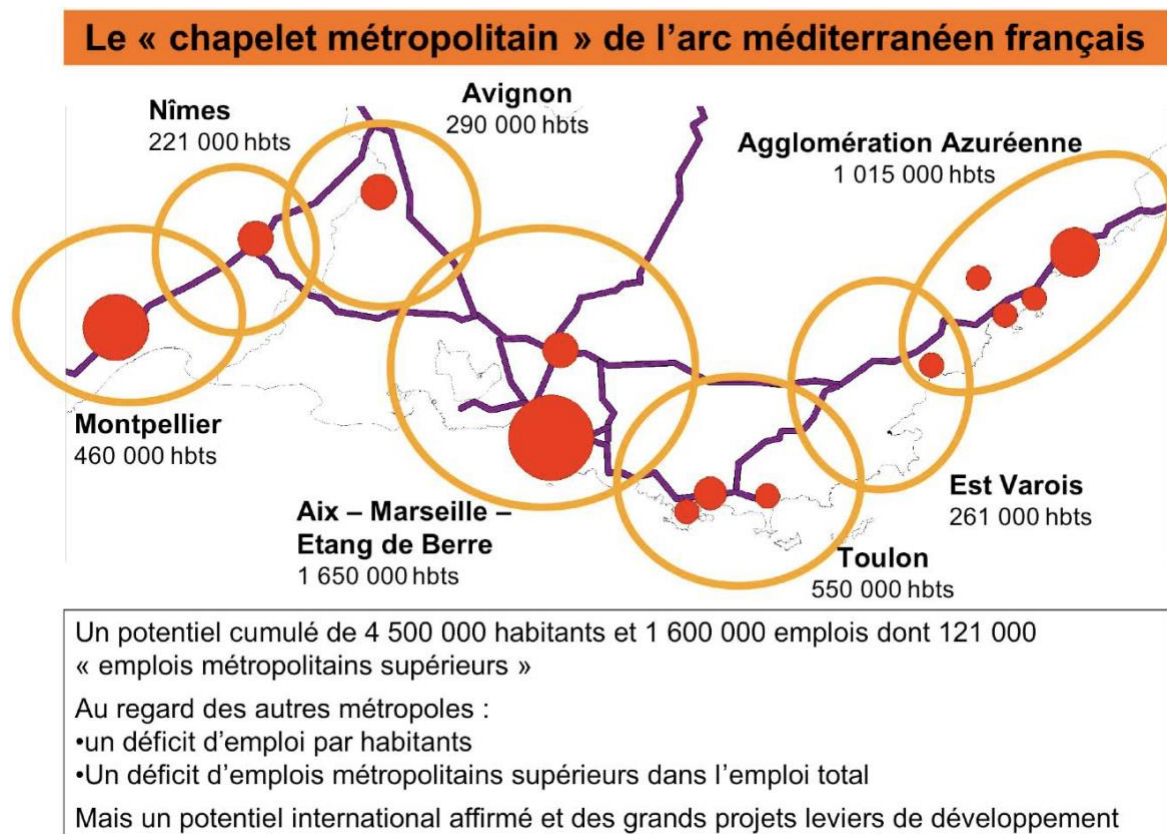 Le « chapelet métropolitain » de l’arc méditerranéen français
Nîmes
221 000 hbts
Avignon
290 000 hbts
Agglomération Azuréenne
1 015 000 hbts
Montpellier
460 000 hbts
Aix – Marseille –
Etang de Berre
1 650 000 hbts
Est Varois
261 000 hbts
Toulon
550 000 hbts
Un potentiel cumulé de 4 500 000 habitants et 1 600 000 emplois dont 121 000
« emplois métropolitains supérieurs »
Au regard des autres métropoles :
•un déficit d’emploi par habitants
•Un déficit d’emplois métropolitains supérieurs dans l’emploi total
Mais un potentiel international affirmé et des grands projets leviers de développement